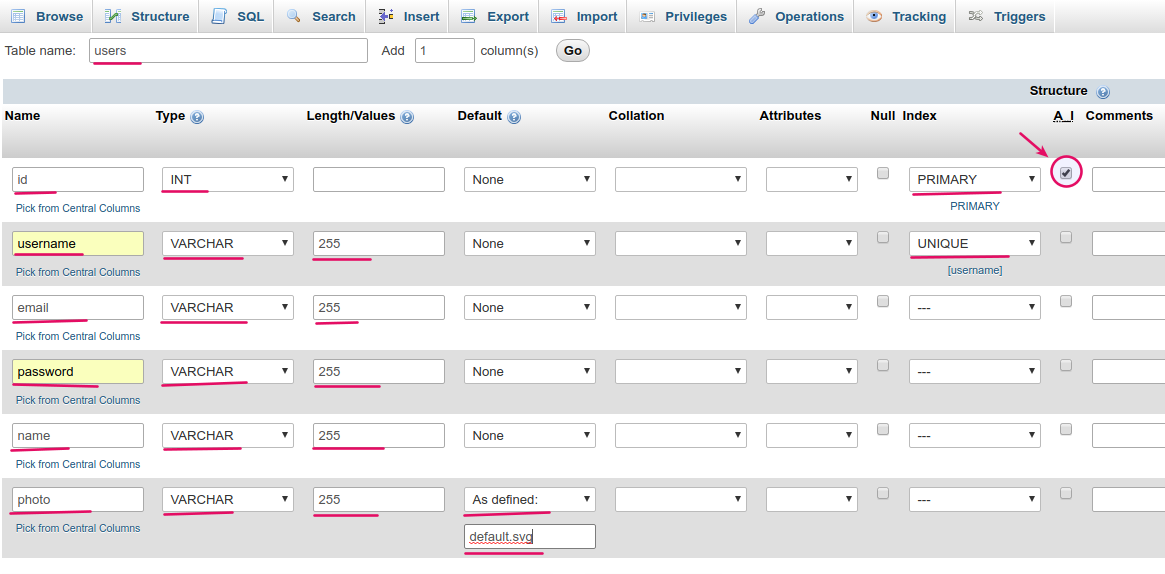 Browse Structure SQL Search Insert Export Import Privileges Operations Tracking Triggers
Table name: users Add 1 column(s) Go
Structure
Name Type Length/Values Default Collation Attributes Null Index A_I Comments
id INT None PRIMARY
Pick from Central Columns PRIMARY
username VARCHAR 255 None UNIQUE
Pick from Central Columns [username]
email VARCHAR 255 None ---
Pick from Central Columns
password VARCHAR 255 None ---
Pick from Central Columns
name VARCHAR 255 None ---
Pick from Central Columns
photo VARCHAR 255 As defined: ---
Pick from Central Columns default.svg